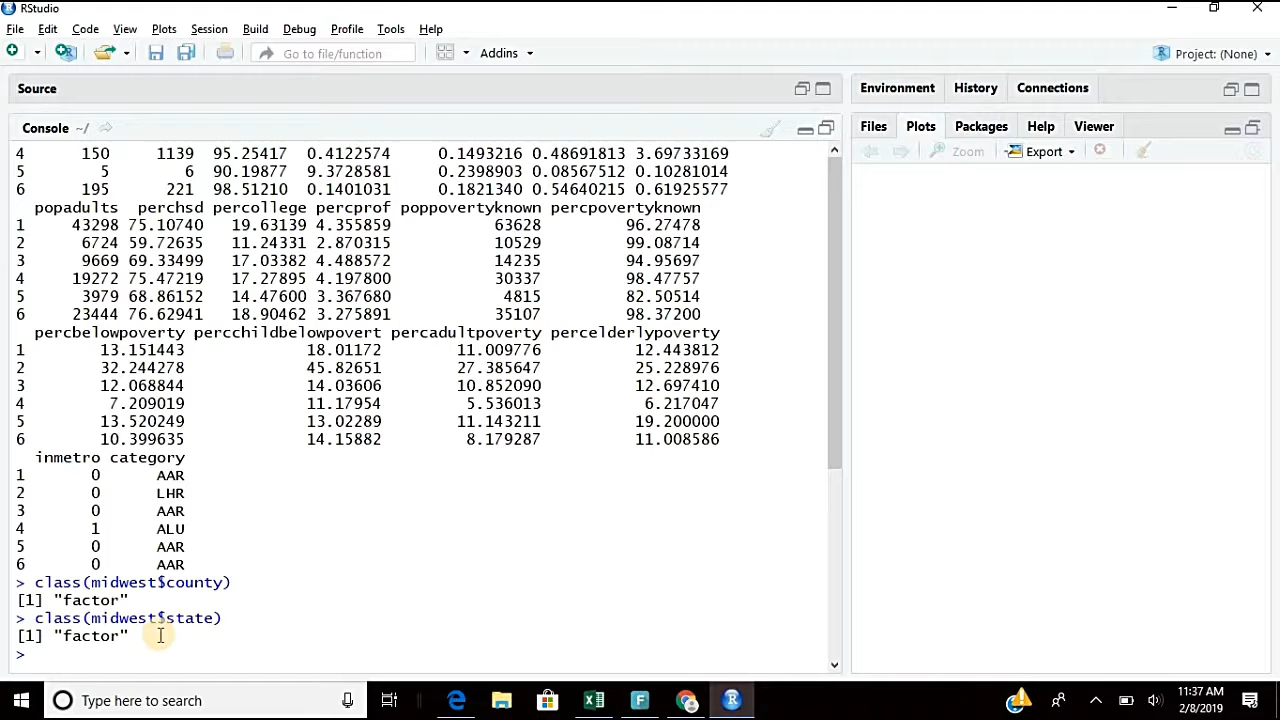 RStudio
File Edit Code View Plots Session Build Debug Profile Tools Help
Go to file/function Addins Project: (None)
Source
Environment History Connections
Console ~/
Files Plots Packages Help Viewer
Zoom Export
4 150 1139 95.25417 0.4122574 0.1493216 0.48691813 3.69733169
5 5 6 90.19877 9.3728581 0.2398903 0.08567512 0.10281014
6 195 221 98.51210 0.1401031 0.1821340 0.54640215 0.61925577
popadults perchsd percollege percprof poppovertyknown percpovertyknown
1 43298 75.10740 19.63139 4.355859 63628 96.27478
2 6724 59.72635 11.24331 2.870315 10529 99.08714
3 9669 69.33499 17.03382 4.488572 14235 94.95697
4 19272 75.47219 17.27895 4.197800 30337 98.47757
5 3979 68.86152 14.47600 3.367680 4815 82.50514
6 23444 76.62941 18.90462 3.275891 35107 98.37200
percbelowpoverty percchildbelowpovert percadultpoverty percelderlypoverty
1 13.151443 18.01172 11.009776 12.443812
2 32.244278 45.82651 27.385647 25.228976
3 12.068844 14.03606 10.852090 12.697410
4 7.209019 11.17954 5.536013 6.217047
5 13.520249 13.02289 11.143211 19.200000
6 10.399635 14.15882 8.179287 11.008586
inmetro category
1 0 AAR
2 0 LHR
3 0 AAR
4 1 ALU
5 0 AAR
6 0 AAR
> class(midwest$county)
[1] "factor"
> class(midwest$state)
[1] "factor"
>
Type here to search
11:37 AM
2/8/2019